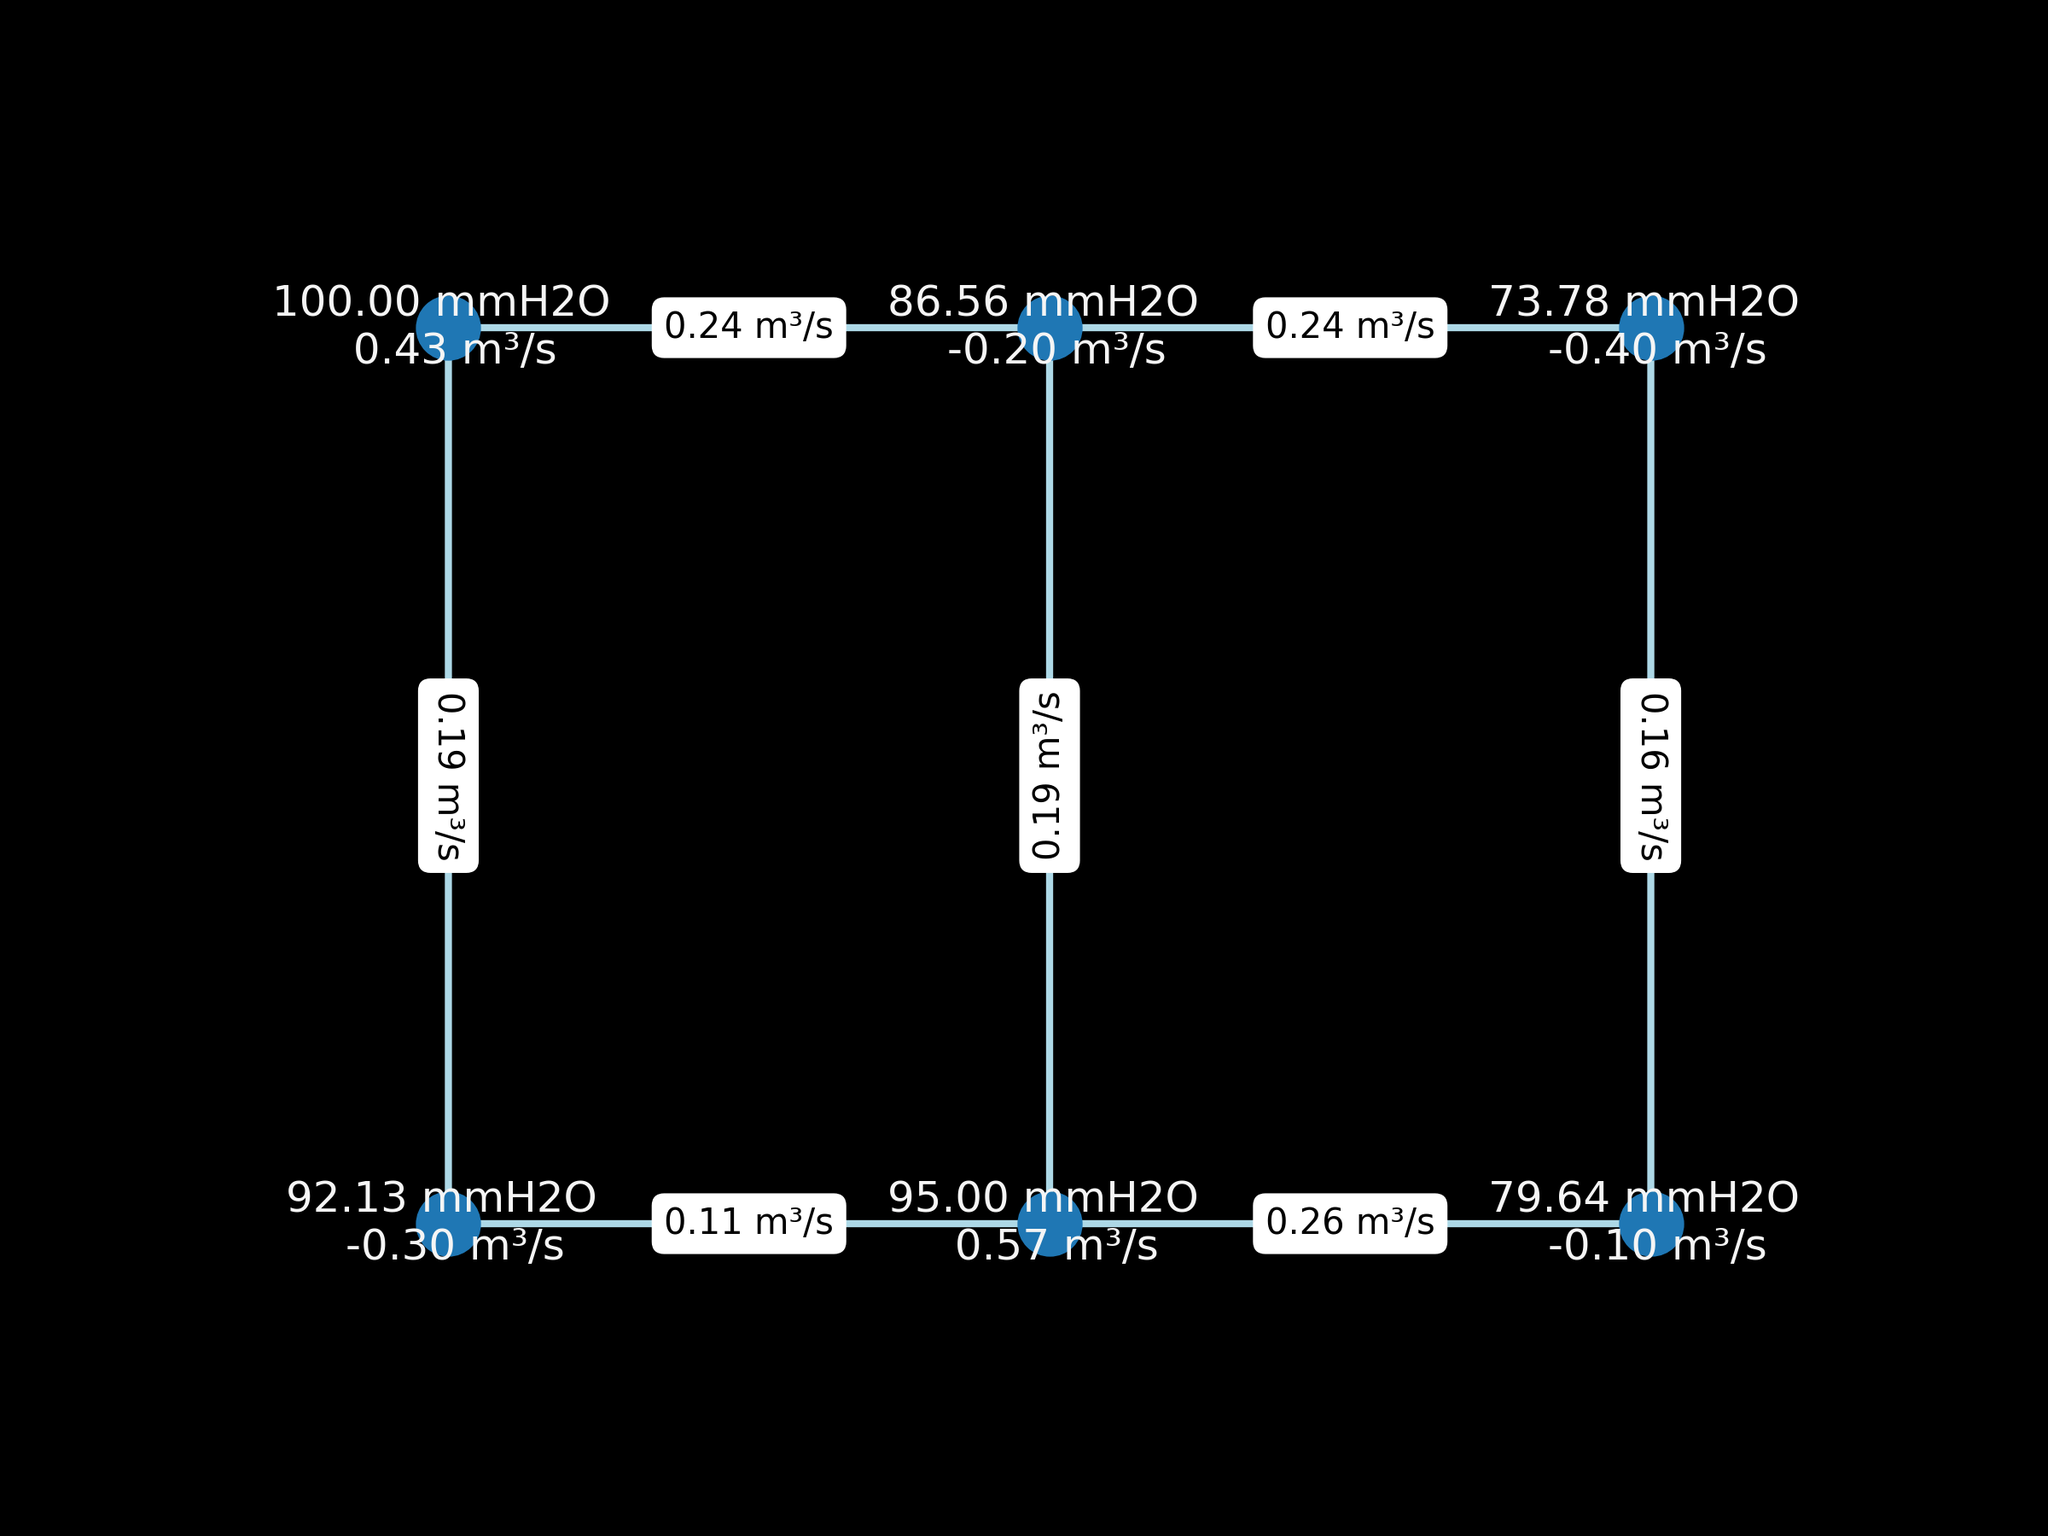 100.00 mmH2O
0.43 m³/s
0.24 m³/s
86.56 mmH2O
-0.20 m³/s
0.24 m³/s
73.78 mmH2O
-0.40 m³/s
0.19 m³/s
0.19 m³/s
0.16 m³/s
92.13 mmH2O
-0.30 m³/s
0.11 m³/s
95.00 mmH2O
0.57 m³/s
0.26 m³/s
79.64 mmH2O
-0.10 m³/s